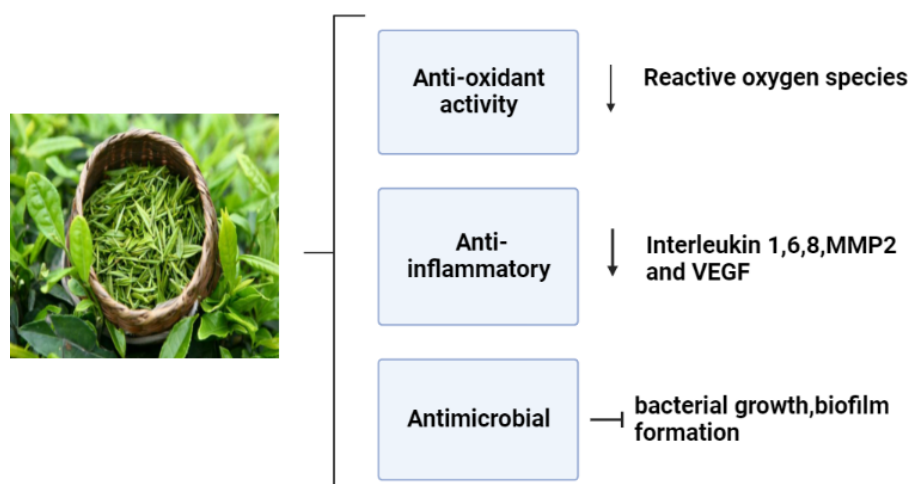 Anti-oxidant
activity
Reactive oxygen species
Anti-
inflammatory
Interleukin 1,6,8,MMP2
and VEGF
Antimicrobial
bacterial growth,biofilm
formation